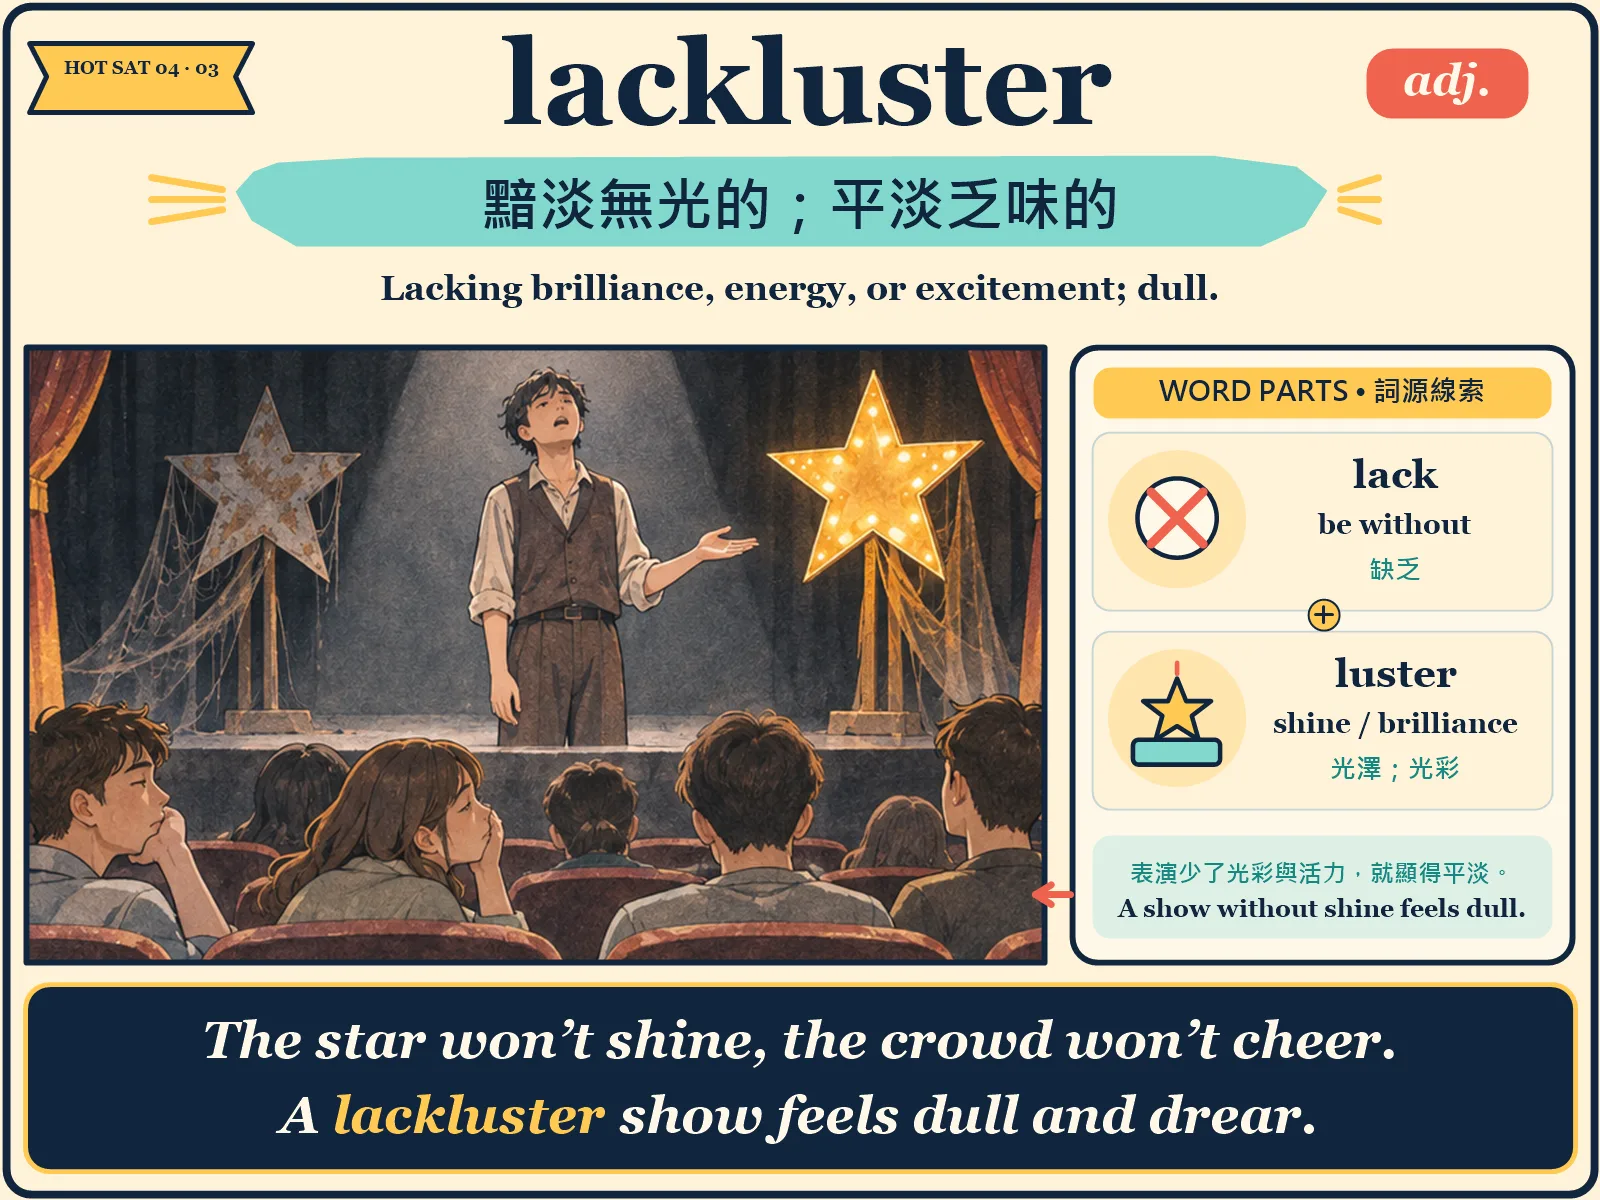 HOT SAT 04 · 03
lackluster
adj.
黯淡無光的；平淡乏味的
Lacking brilliance, energy, or excitement; dull.
WORD PARTS • 詞源線索
lack
be without
缺乏
luster
shine / brilliance
光澤；光彩
表演少了光彩與活力，就顯得平淡。
A show without shine feels dull.
The star won’t shine, the crowd won’t cheer.
A lackluster show feels dull and drear.